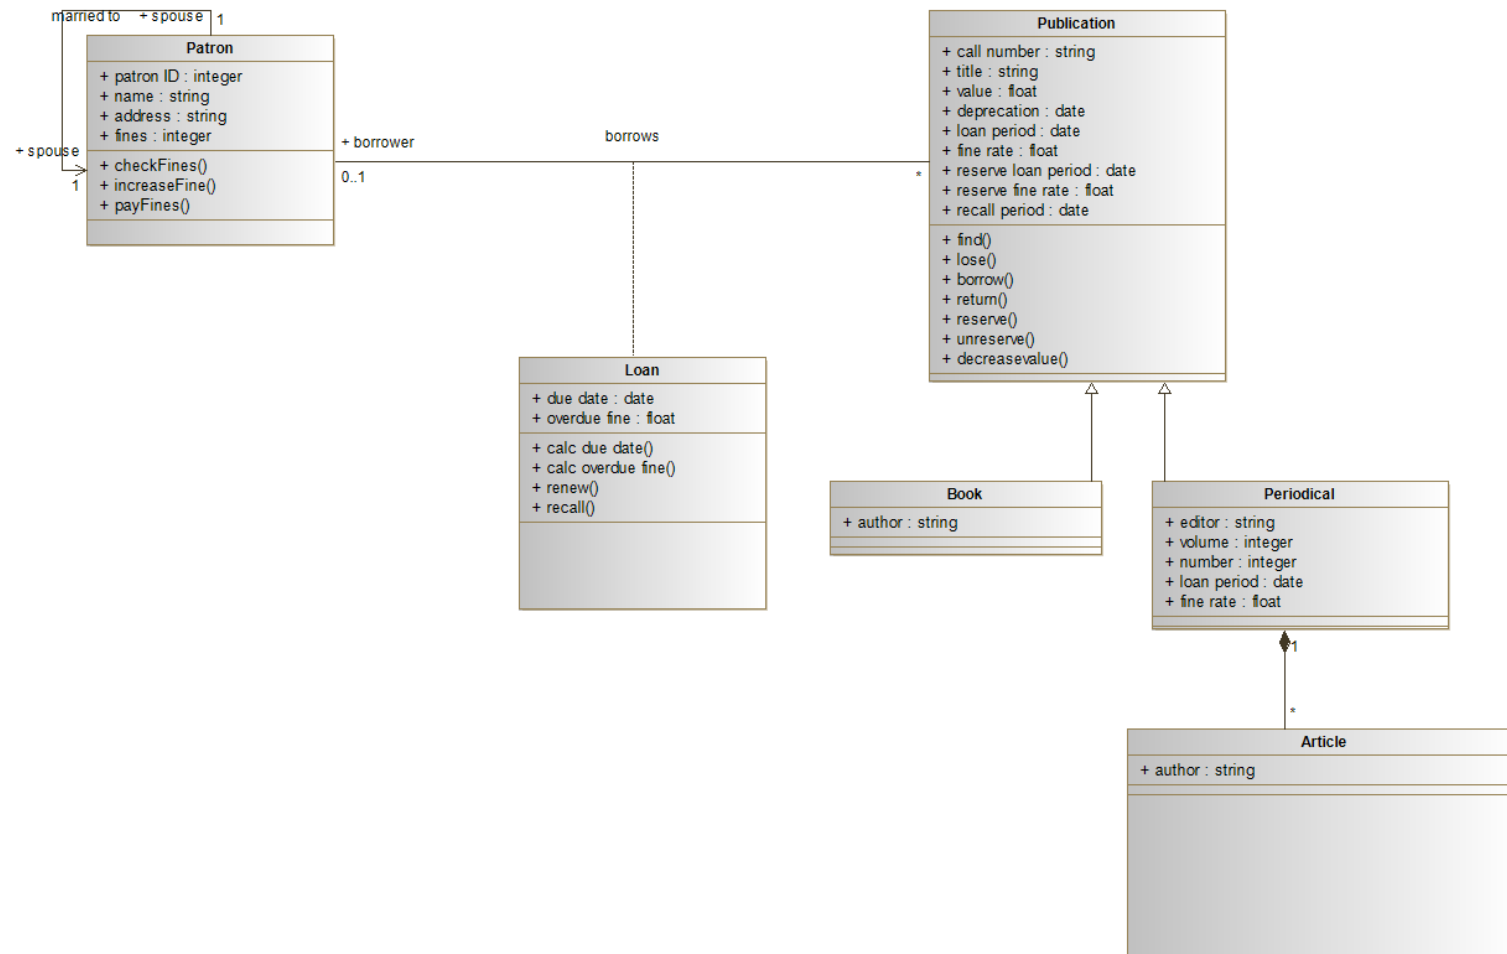 married to + spouse 1
Patron
+ patron ID : integer
+ name : string
+ address : string
+ fines : integer
+ checkFines()
+ increaseFine()
+ payFines()
+ spouse
1
+ borrower
0..1
borrows
*
Publication
+ call number : string
+ title : string
+ value : float
+ deprecation : date
+ loan period : date
+ fine rate : float
+ reserve loan period : date
+ reserve fine rate : float
+ recall period : date
+ find()
+ lose()
+ borrow()
+ return()
+ reserve()
+ unreserve()
+ decreasevalue()
Loan
+ due date : date
+ overdue fine : float
+ calc due date()
+ calc overdue fine()
+ renew()
+ recall()
Book
+ author : string
Periodical
+ editor : string
+ volume : integer
+ number : integer
+ loan period : date
+ fine rate : float
1
*
Article
+ author : string